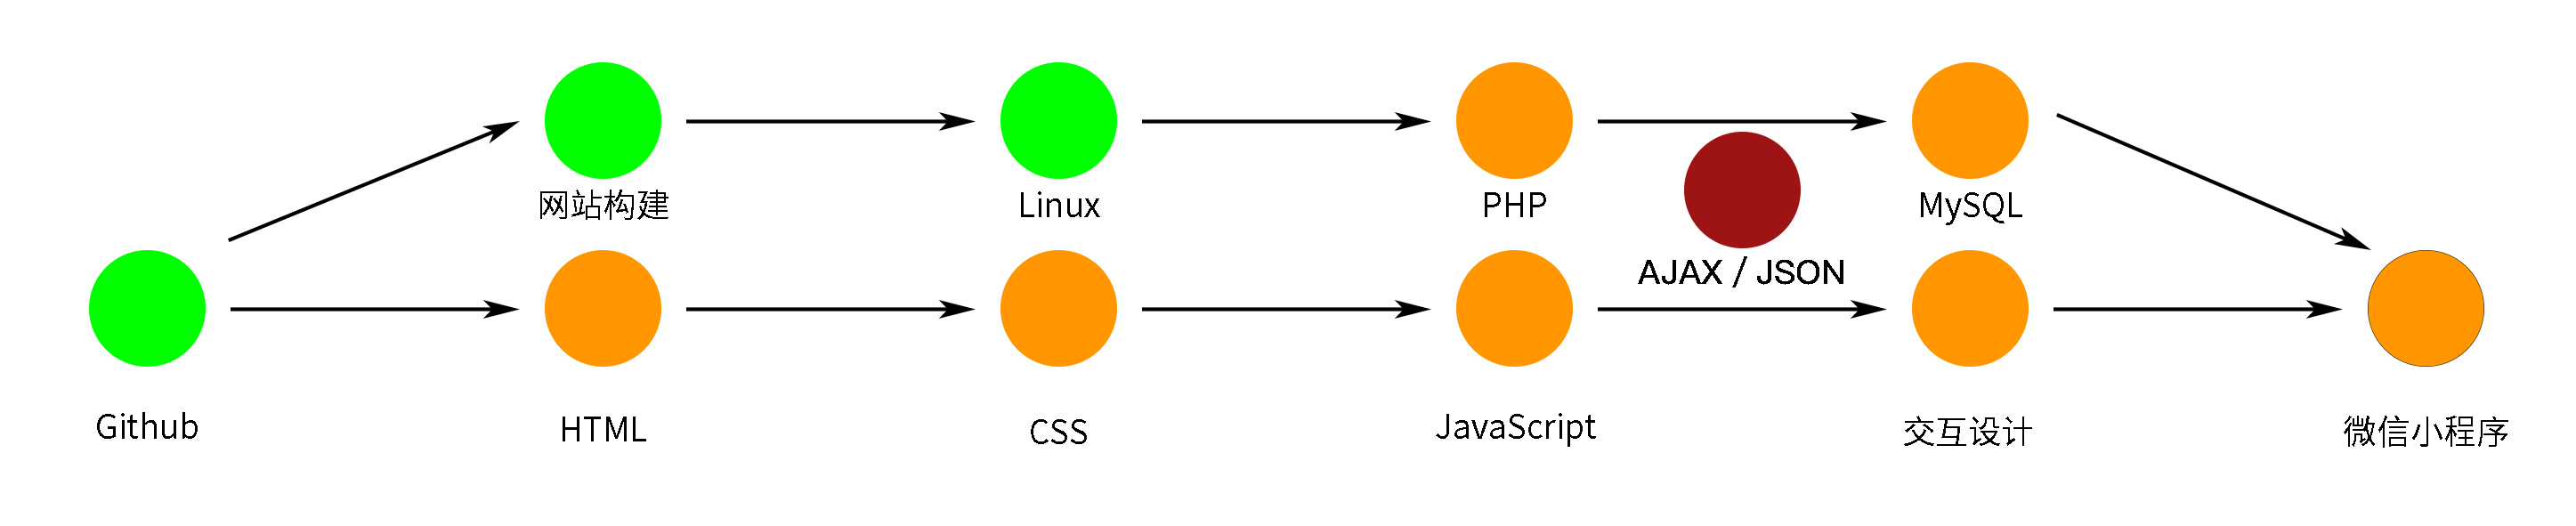 网站构建
Linux
PHP
MySQL
AJAX / JSON
Github
HTML
CSS
JavaScript
交互设计
微信小程序